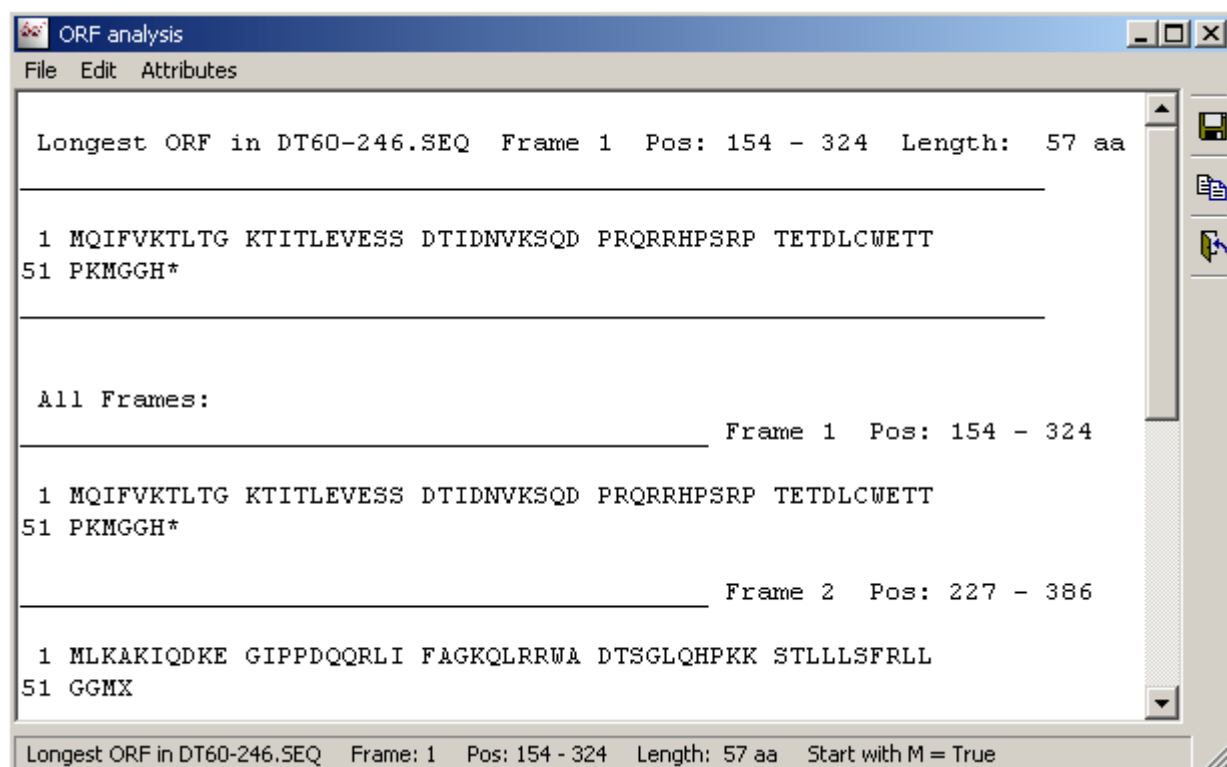 ORF analysis
File Edit Attributes
Longest ORF in DT60-246.SEQ Frame 1 Pos: 154 - 324 Length: 57 aa
1 MQIFVKTLTG KTITLEVESS DTIDNVKSQD PRQRRHPSRP TETDLCWETT
51 PKMGGH*
All Frames:
Frame 1 Pos: 154 - 324
1 MQIFVKTLTG KTITLEVESS DTIDNVKSQD PRQRRHPSRP TETDLCWETT
51 PKMGGH*
Frame 2 Pos: 227 - 386
1 MLKAKIQDKE GIPPDQQRLI FAGKQLRRWA DTSGLQHPKK STLLLSFRLL
51 GGMX
Longest ORF in DT60-246.SEQ Frame: 1 Pos: 154 - 324 Length: 57 aa Start with M = True